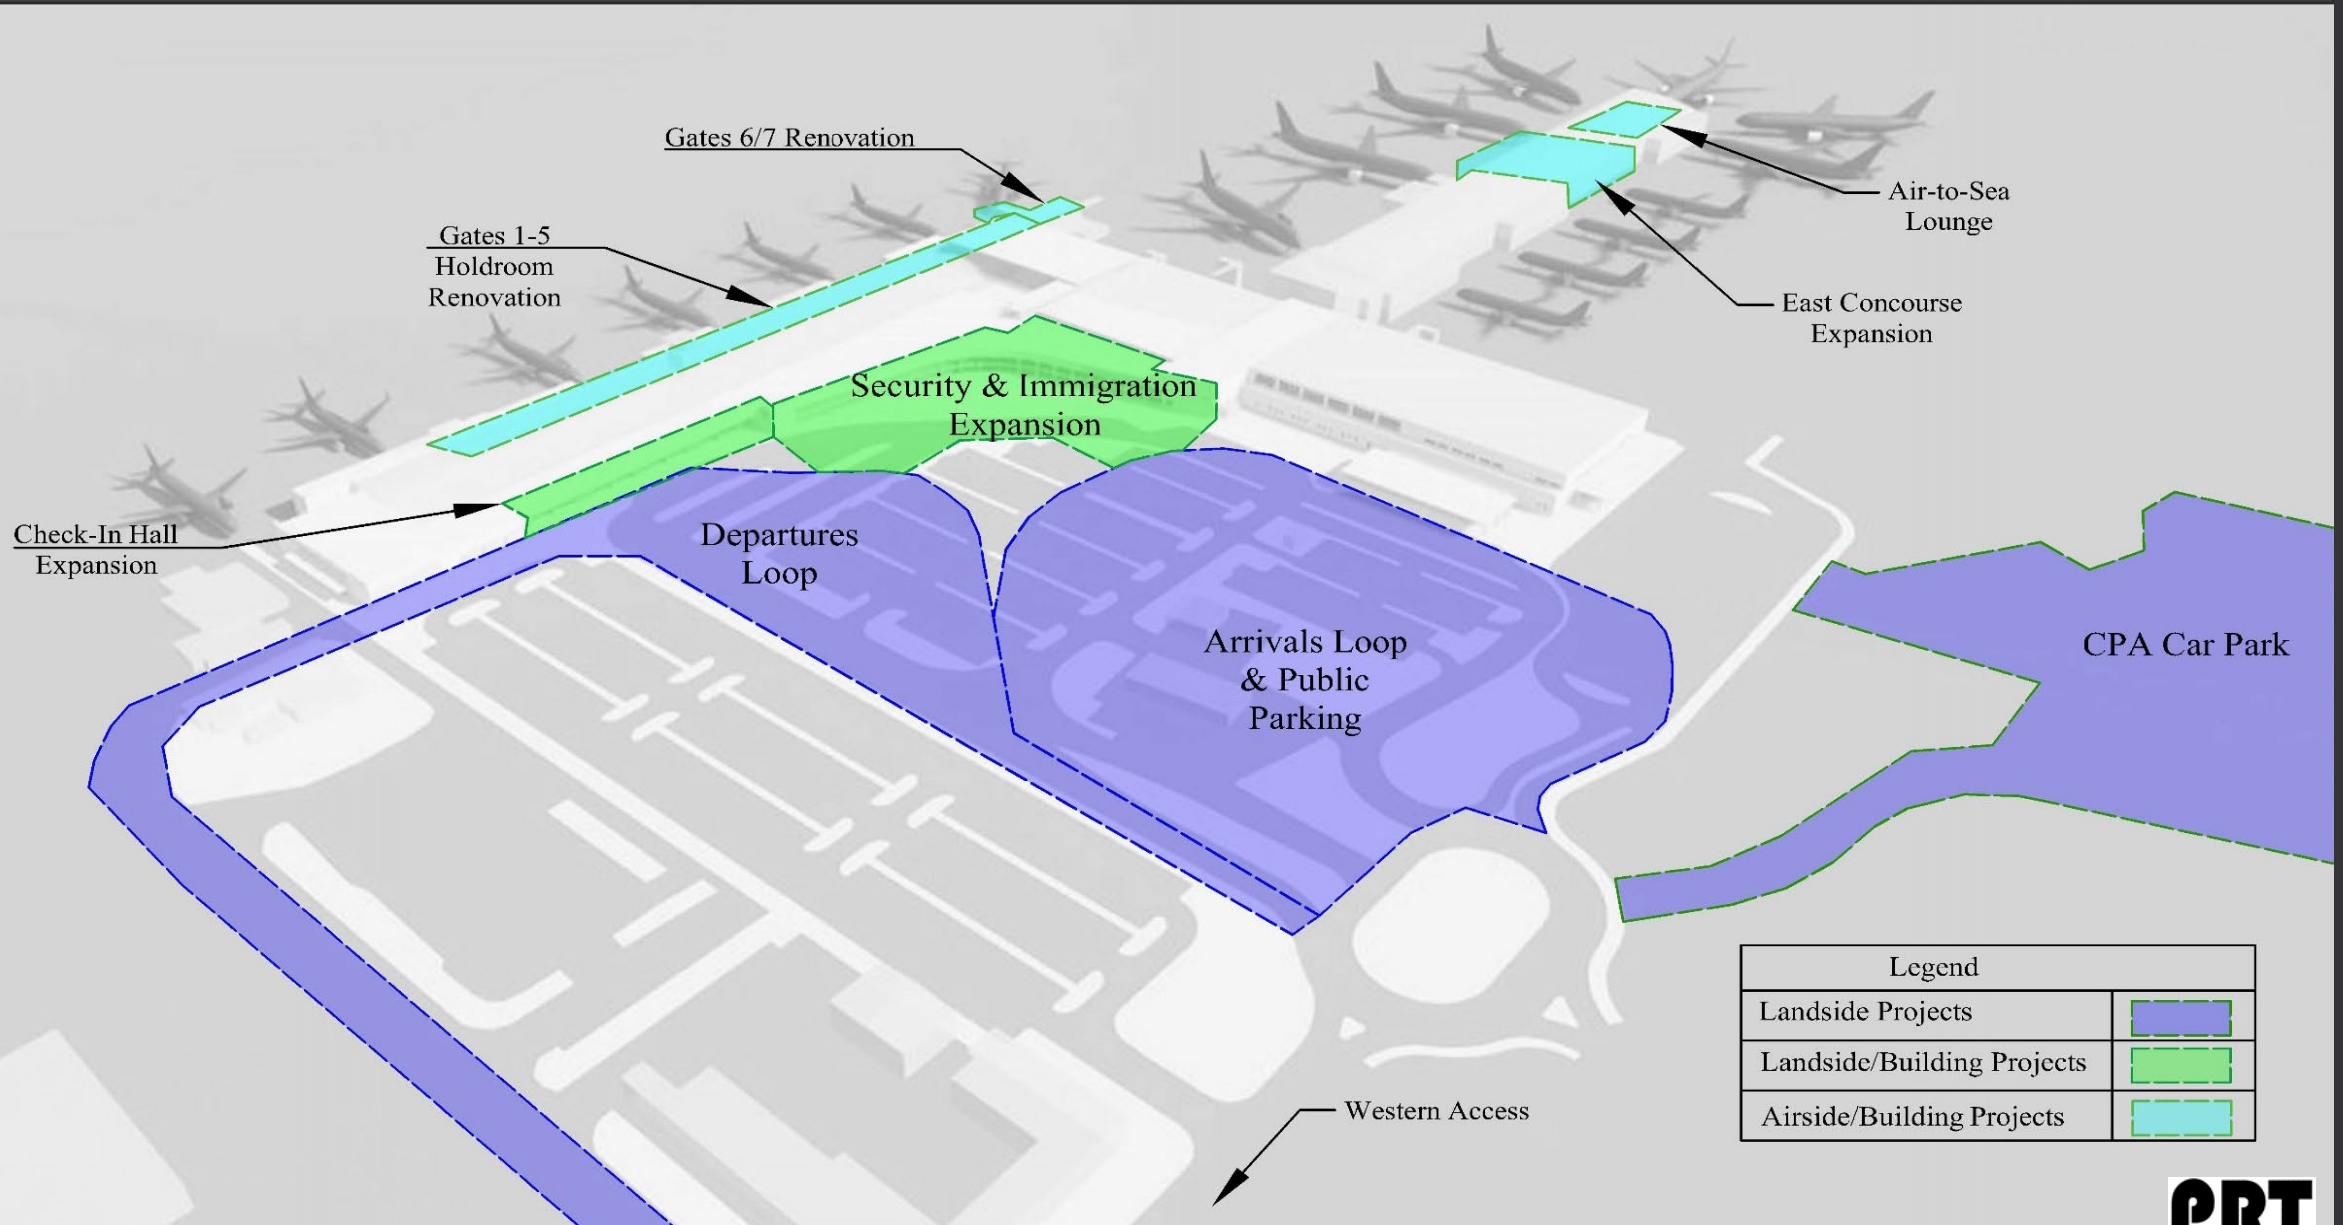 Gates 6/7 Renovation
Gates 1-5
Holdroom
Renovation
Air-to-Sea
Lounge
East Concourse
Expansion
Security & Immigration
Expansion
Check-In Hall
Expansion
Departures
Loop
Arrivals Loop
& Public
Parking
CPA Car Park
Western Access
Legend
Landside Projects
Landside/Building Projects
Airside/Building Projects